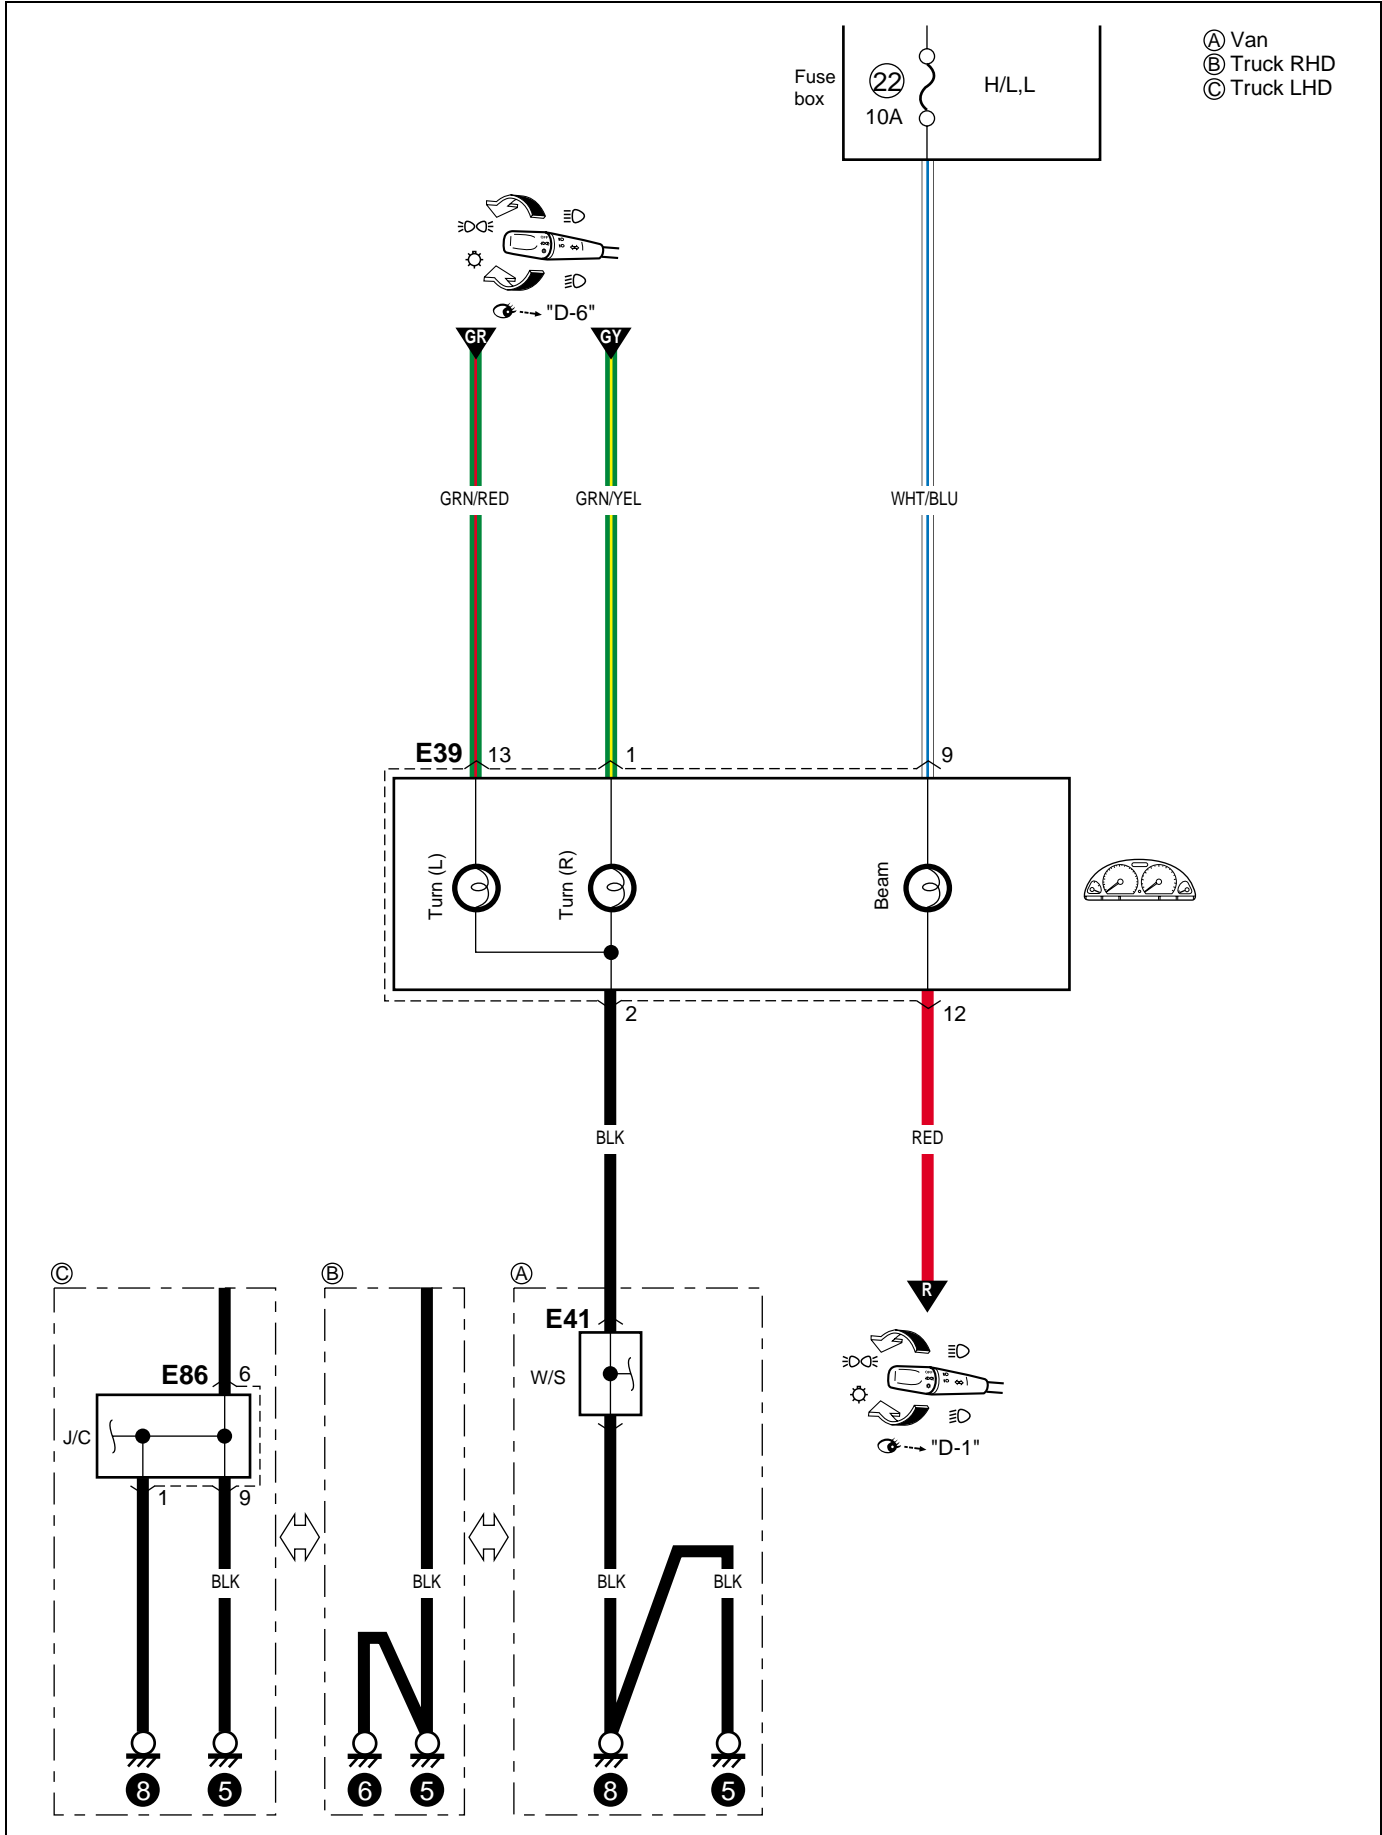 Fuse
box
22
10A
H/L,L
Ⓐ Van
Ⓑ Truck RHD
Ⓒ Truck LHD
"D-6"
GR
GY
GRN/RED
GRN/YEL
WHT/BLU
E39
13
1
9
Turn (L)
Turn (R)
Beam
2
12
BLK
RED
Ⓒ
Ⓑ
Ⓐ
R
E41
W/S
E86
6
J/C
1
9
"D-1"
BLK
BLK
BLK
BLK
8
5
6
5
8
5